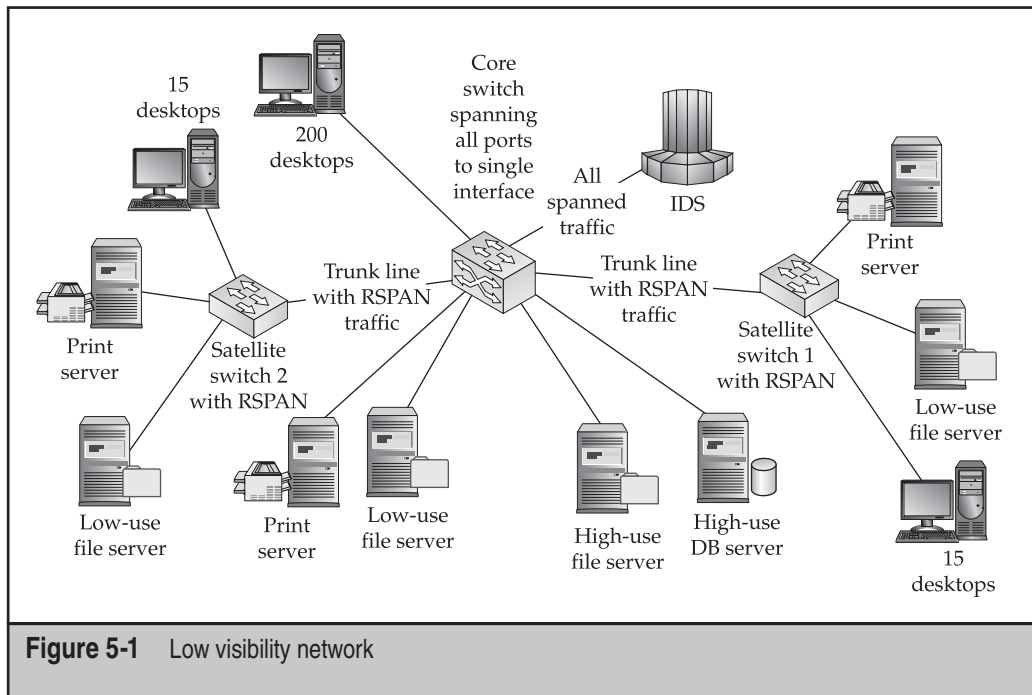 15
desktops
200
desktops
Core
switch
spanning
all ports
to single
interface
All
spanned
traffic
IDS
Print
server
Trunk line
with RSPAN
traffic
Trunk line
with RSPAN
traffic
Print
server
Satellite
switch 2
with RSPAN
Satellite
switch 1
with RSPAN
Low-use
file server
Low-use
file server
Print
server
Low-use
file server
High-use
file server
High-use
DB server
15
desktops
Figure 5-1 Low visibility network